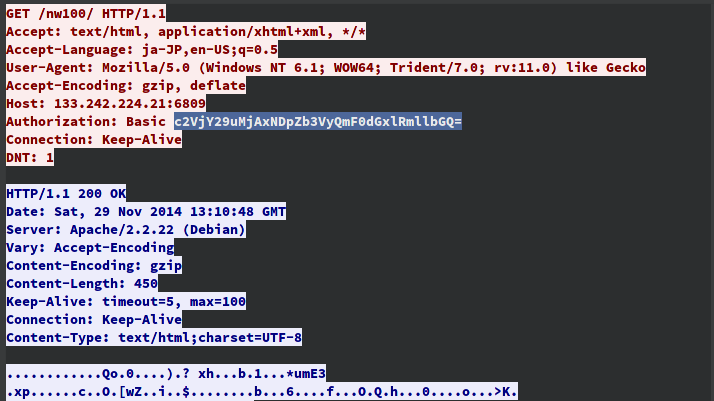 GET /nw100/ HTTP/1.1
Accept: text/html, application/xhtml+xml, */*
Accept-Language: ja-JP,en-US;q=0.5
User-Agent: Mozilla/5.0 (Windows NT 6.1; WOW64; Trident/7.0; rv:11.0) like Gecko
Accept-Encoding: gzip, deflate
Host: 133.242.224.21:6809
Authorization: Basic c2VjY29uMjAxNDpZb3VyQmF0dGxlRmllbGQ=
Connection: Keep-Alive
DNT: 1
HTTP/1.1 200 OK
Date: Sat, 29 Nov 2014 13:10:48 GMT
Server: Apache/2.2.22 (Debian)
Vary: Accept-Encoding
Content-Encoding: gzip
Content-Length: 450
Keep-Alive: timeout=5, max=100
Connection: Keep-Alive
Content-Type: text/html;charset=UTF-8
............Qo.0....).? xh...b.1...*umE3
.xp......c..O.[wZ..i..$........b...6....f...O.Q.h...0....o...>K.